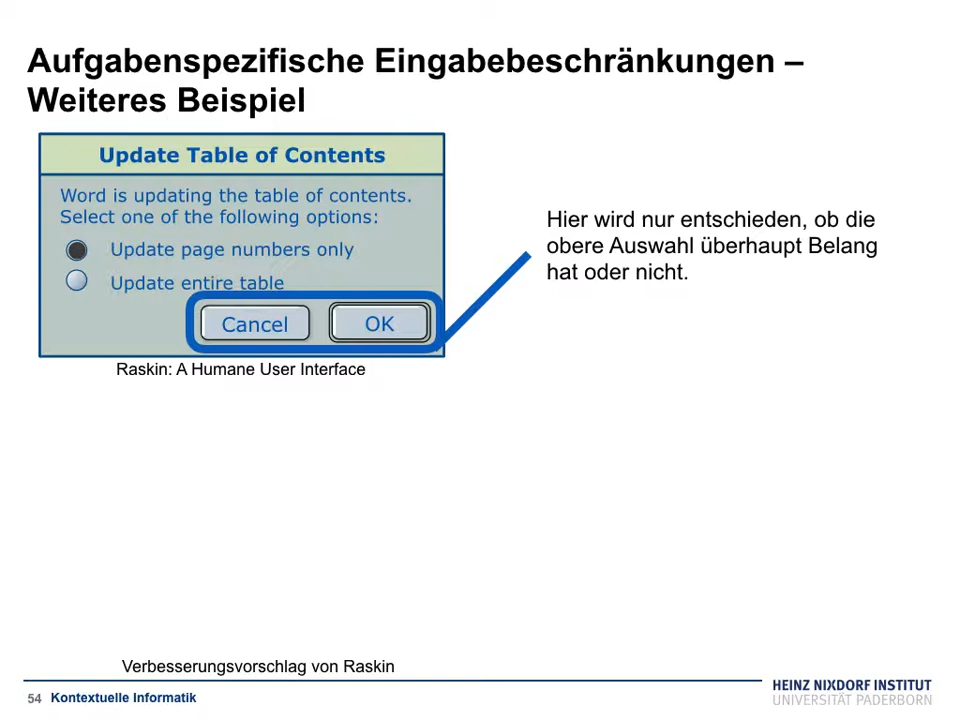 Aufgabenspezifische Eingabebeschränkungen –
Weiteres Beispiel
Update Table of Contents
Word is updating the table of contents.
Select one of the following options:
Update page numbers only
Update entire table
Cancel
OK
Raskin: A Humane User Interface
Hier wird nur entschieden, ob die
obere Auswahl überhaupt Belang
hat oder nicht.
Verbesserungsvorschlag von Raskin
54 Kontextuelle Informatik
HEINZ NIXDORF INSTITUT
UNIVERSITÄT PADERBORN